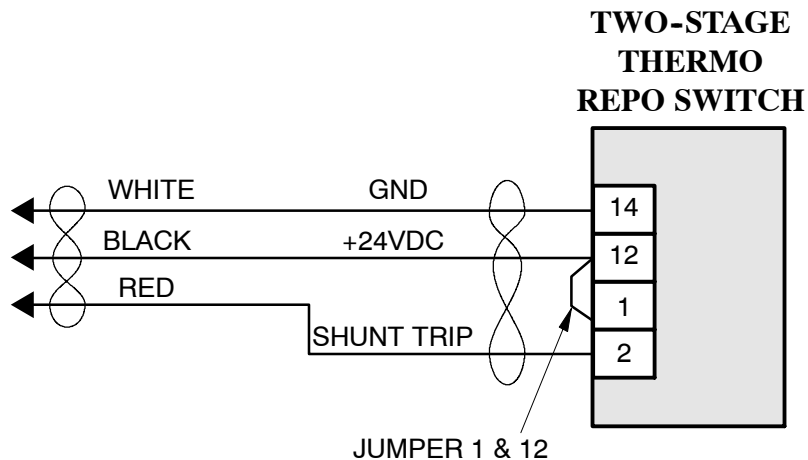 TWO-STAGE
THERMO
REPO SWITCH
WHITE GND 14
BLACK +24VDC 12
RED 1
SHUNT TRIP 2
JUMPER 1 & 12